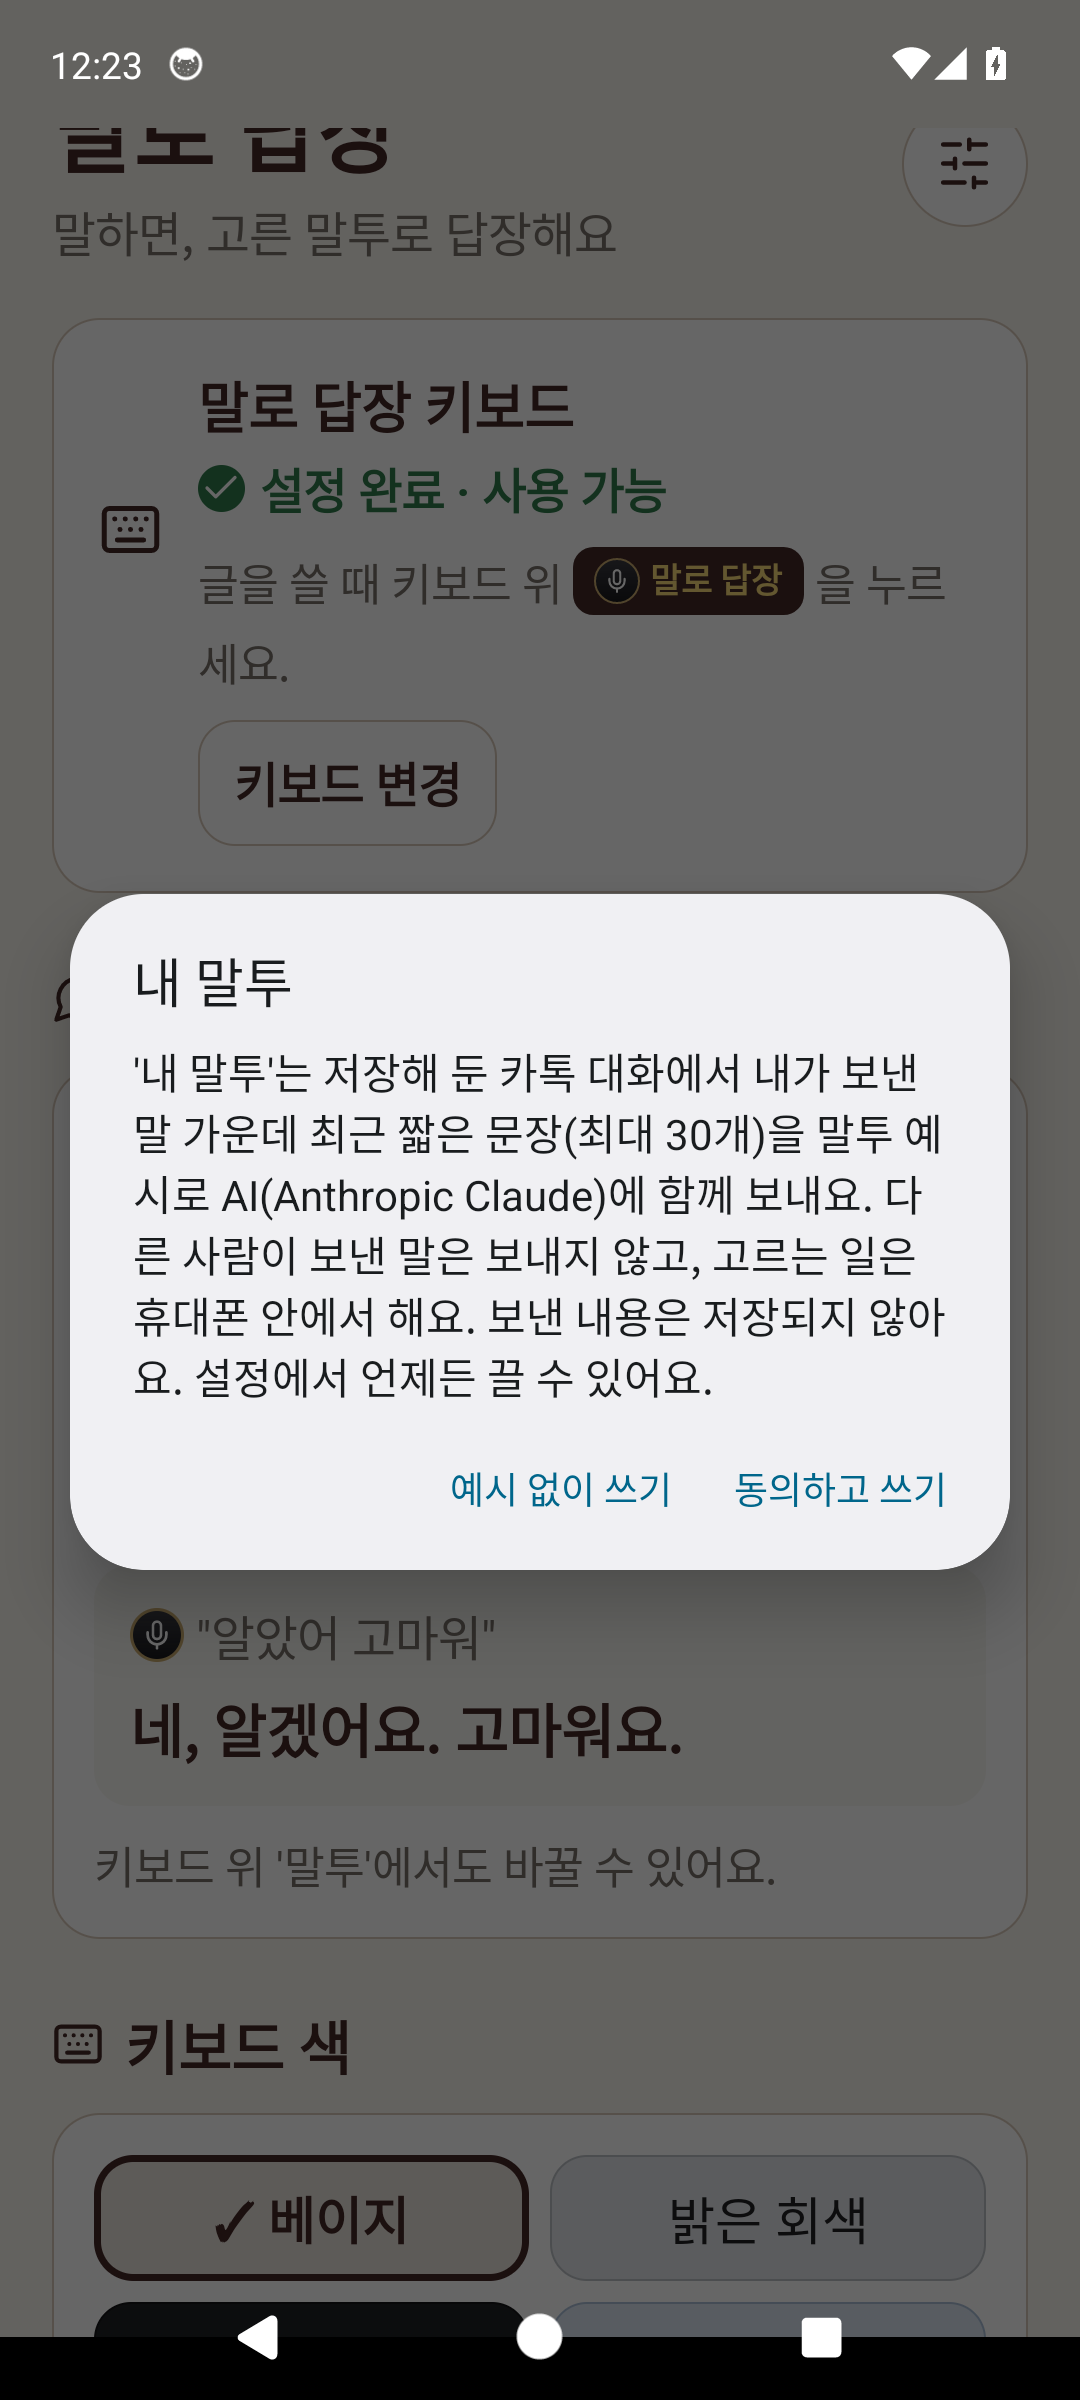 12:23
말로 답장
말하면, 고른 말투로 답장해요
말로 답장 키보드
설정 완료 · 사용 가능
글을 쓸 때 키보드 위 말로 답장 을 누르
세요.
키보드 변경
내 말투
'내 말투'는 저장해 둔 카톡 대화에서 내가 보낸
말 가운데 최근 짧은 문장(최대 30개)을 말투 예
시로 AI(Anthropic Claude)에 함께 보내요. 다
른 사람이 보낸 말은 보내지 않고, 고르는 일은
휴대폰 안에서 해요. 보낸 내용은 저장되지 않아
요. 설정에서 언제든 끌 수 있어요.
예시 없이 쓰기 동의하고 쓰기
"알았어 고마워"
네, 알겠어요. 고마워요.
키보드 위 '말투'에서도 바꿀 수 있어요.
키보드 색
✓ 베이지 밝은 회색